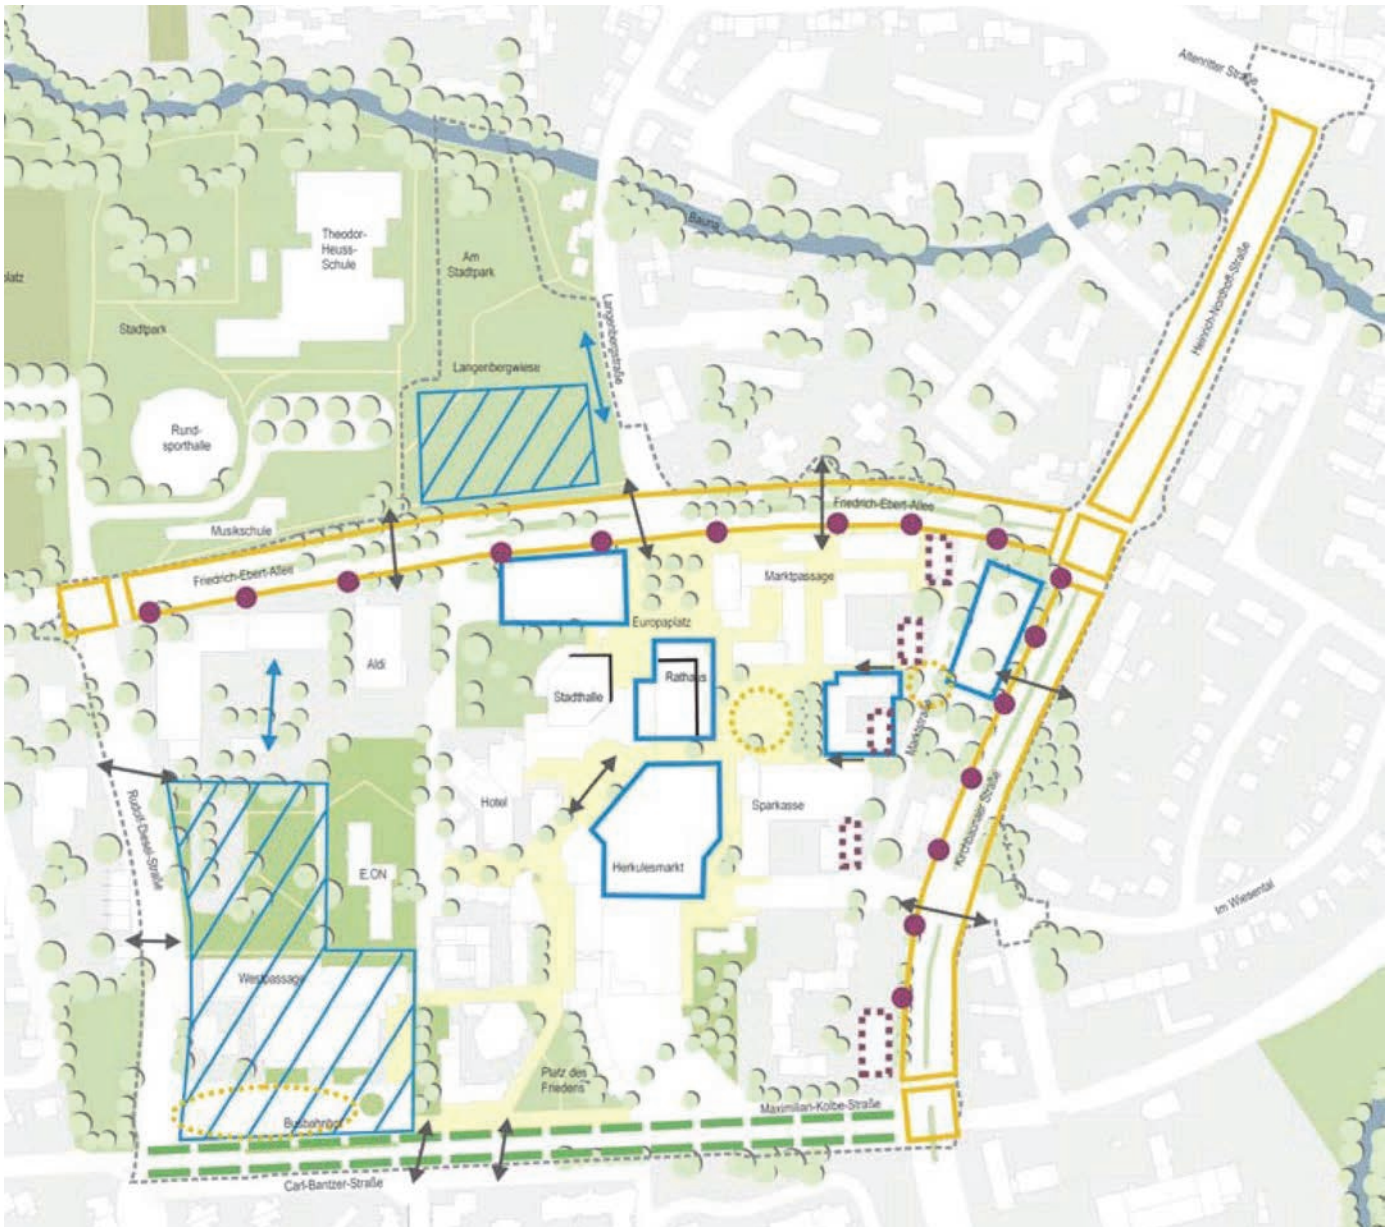 Altenritter Straße
Bauna
Theodor-
Heuss-
Schule
Am
Stadtpark
platz
Stadtpark
Langenbergstraße
Heinrich-Nordhoff-Straße
Langenbergwiese
Rund-
sporthalle
Musikschule
Friedrich-Ebert-Allee
Friedrich-Ebert-Allee
Marktpassage
Europaplatz
Aldi
Stadthalle
Rathaus
Marktstraße
Hotel
Sparkasse
Rudolf-Diesel-Straße
Kirchbaunaer Straße
E.ON
Herkulesmarkt
Im Wiesental
Westpassage
Platz des
Friedens
Maximilian-Kolbe-Straße
Busbahnhof
Carl-Bantzer-Straße